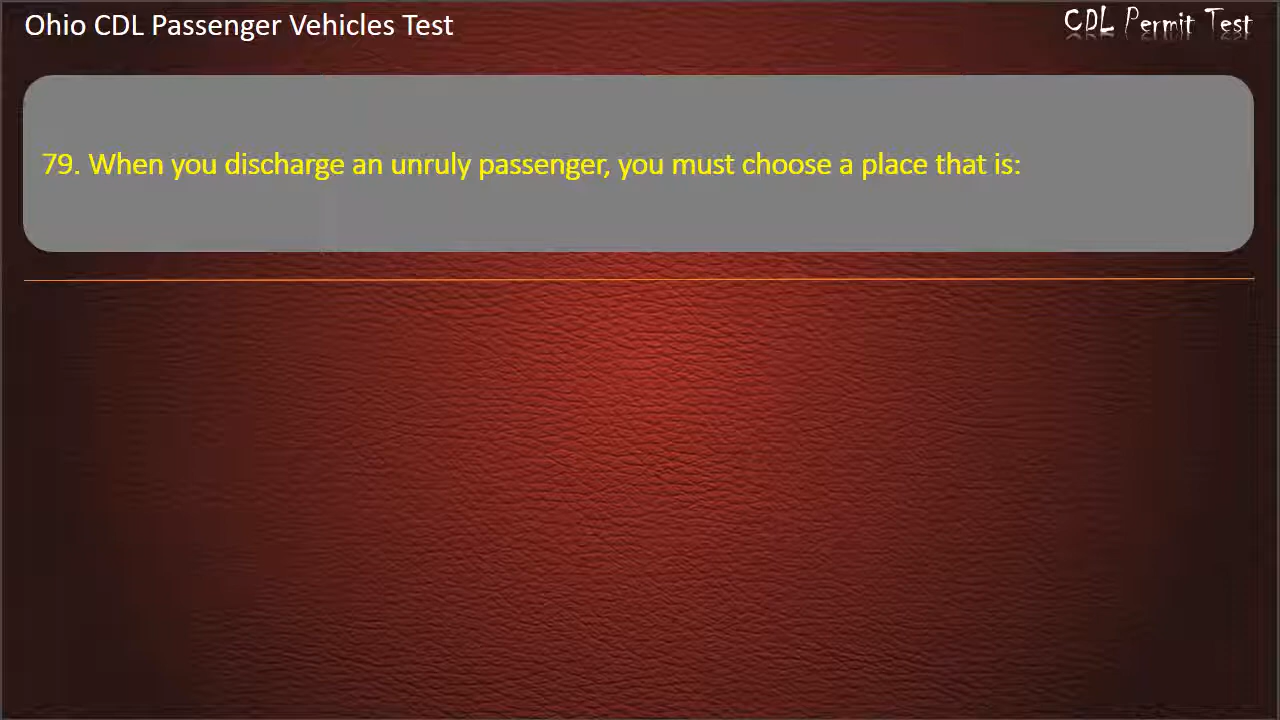 Ohio CDL Passenger Vehicles Test
CDL Permit Test
79. When you discharge an unruly passenger, you must choose a place that is: